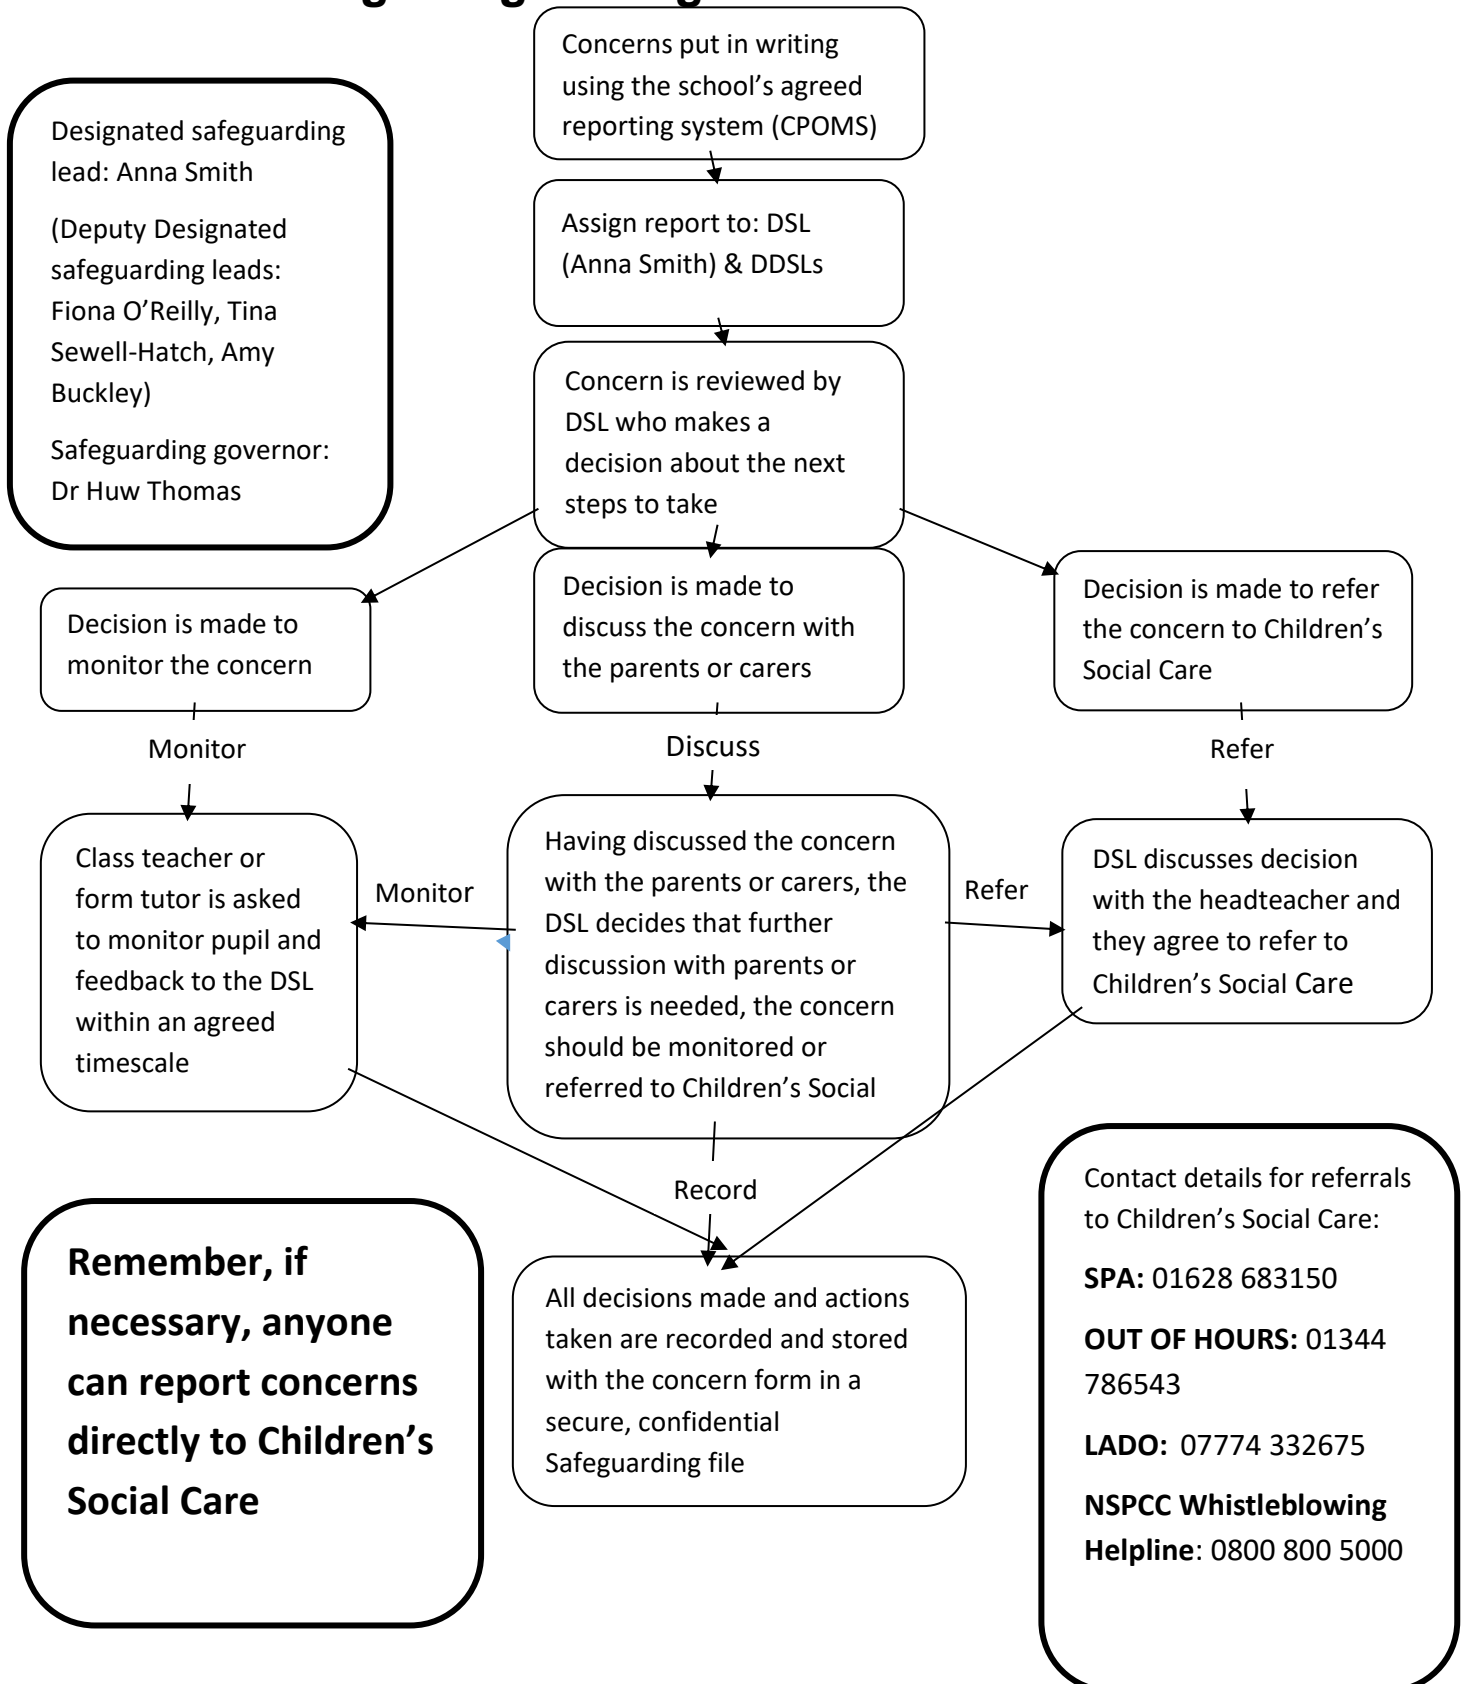 Concerns put in writing
using the school's agreed
reporting system (CPOMS)
Designated safeguarding
lead: Anna Smith
(Deputy Designated
safeguarding leads:
Fiona O'Reilly, Tina
Sewell-Hatch, Amy
Buckley)
Safeguarding governor:
Dr Huw Thomas
Assign report to: DSL
(Anna Smith) & DDSLs
Concern is reviewed by
DSL who makes a
decision about the next
steps to take
Decision is made to
monitor the concern
Decision is made to
discuss the concern with
the parents or carers
Decision is made to refer
the concern to Children's
Social Care
Monitor
Discuss
Refer
Class teacher or
form tutor is asked
to monitor pupil and
feedback to the DSL
within an agreed
timescale
Monitor
Having discussed the concern
with the parents or carers, the
DSL decides that further
discussion with parents or
carers is needed, the concern
should be monitored or
referred to Children's Social
Refer
DSL discusses decision
with the headteacher and
they agree to refer to
Children's Social Care
Record
Remember, if
necessary, anyone
can report concerns
directly to Children's
Social Care
All decisions made and actions
taken are recorded and stored
with the concern form in a
secure, confidential
Safeguarding file
Contact details for referrals
to Children's Social Care:
SPA: 01628 683150
OUT OF HOURS: 01344
786543
LADO: 07774 332675
NSPCC Whistleblowing
Helpline: 0800 800 5000